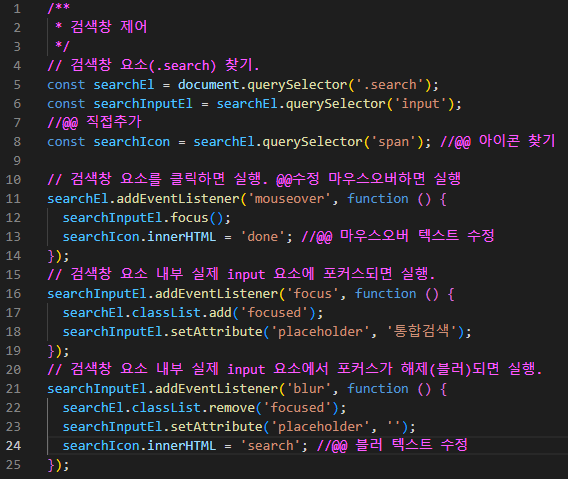 1 /**
2  * 검색창 제어
3  */
4 // 검색창 요소(.search) 찾기.
5 const searchEl = document.querySelector('.search');
6 const searchInputEl = searchEl.querySelector('input');
7 //@@ 직접추가
8 const searchIcon = searchEl.querySelector('span'); //@@ 아이콘 찾기
9
10 // 검색창 요소를 클릭하면 실행. @@수정 마우스오버하면 실행
11 searchEl.addEventListener('mouseover', function () {
12   searchInputEl.focus();
13   searchIcon.innerHTML = 'done'; //@@ 마우스오버 텍스트 수정
14 });
15 // 검색창 요소 내부 실제 input 요소에 포커스되면 실행.
16 searchInputEl.addEventListener('focus', function () {
17   searchEl.classList.add('focused');
18   searchInputEl.setAttribute('placeholder', '통합검색');
19 });
20 // 검색창 요소 내부 실제 input 요소에서 포커스가 해제(블러)되면 실행.
21 searchInputEl.addEventListener('blur', function () {
22   searchEl.classList.remove('focused');
23   searchInputEl.setAttribute('placeholder', '');
24   searchIcon.innerHTML = 'search'; //@@ 블러 텍스트 수정
25 });